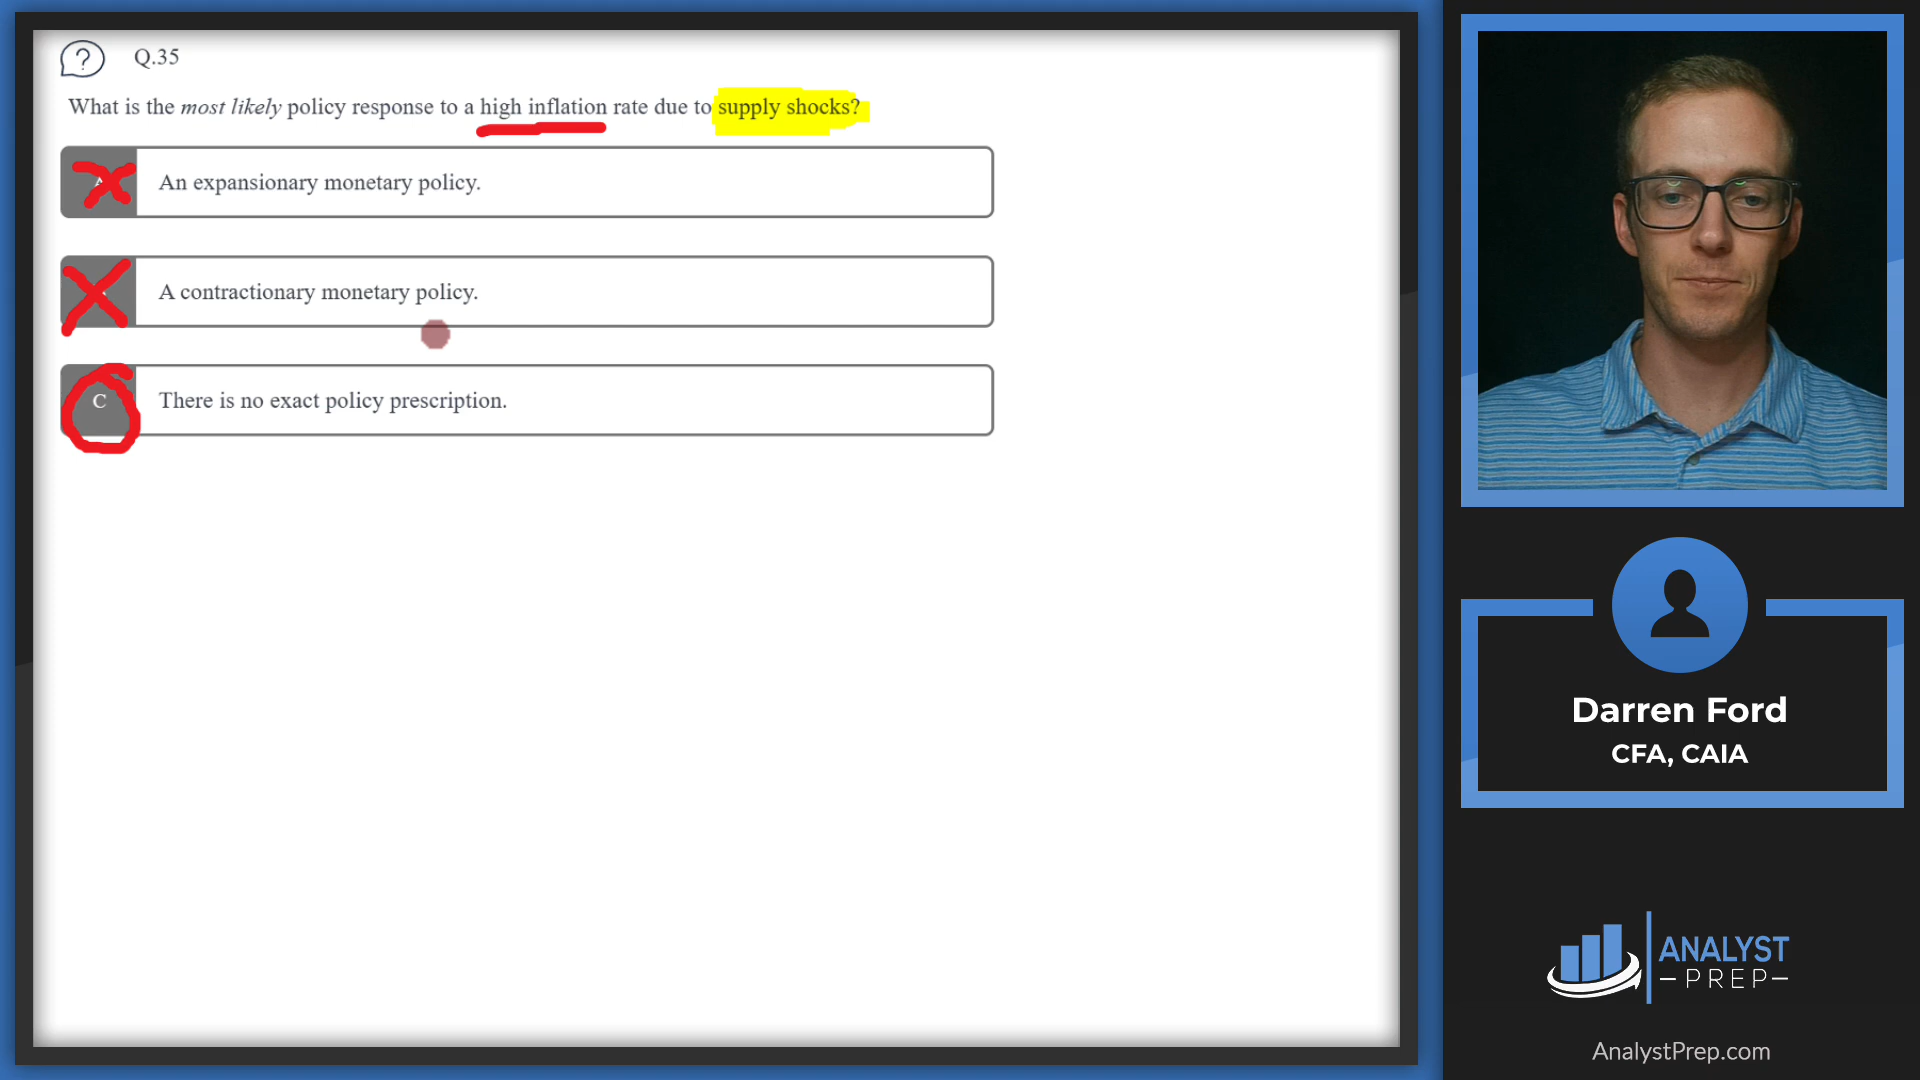 Q.35
What is the most likely policy response to a high inflation rate due to supply shocks?
An expansionary monetary policy.
A contractionary monetary policy.
C
There is no exact policy prescription.
Darren Ford
CFA, CAIA
ANALYST
PREP
AnalystPrep.com